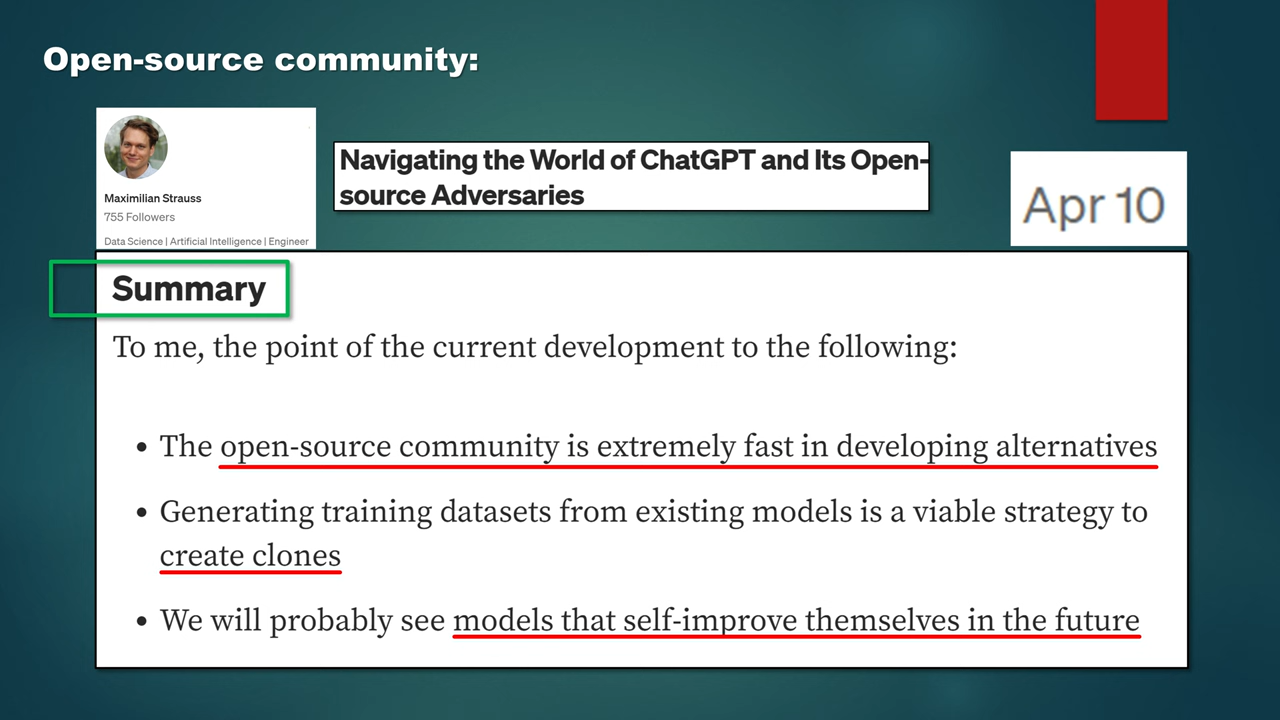 Open-source community:
Maximilian Strauss
755 Followers
Data Science | Artificial Intelligence | Engineer
Navigating the World of ChatGPT and Its Open-
source Adversaries
Apr 10
Summary
To me, the point of the current development to the following:
• The open-source community is extremely fast in developing alternatives
• Generating training datasets from existing models is a viable strategy to
create clones
• We will probably see models that self-improve themselves in the future